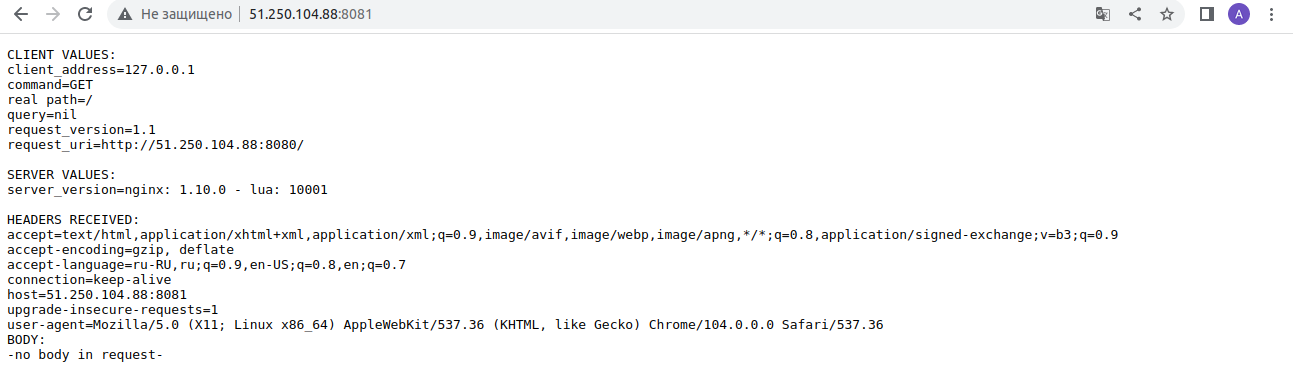 Не защищено 51.250.104.88:8081 A
CLIENT VALUES:
client_address=127.0.0.1
command=GET
real path=/
query=nil
request_version=1.1
request_uri=http://51.250.104.88:8080/
SERVER VALUES:
server_version=nginx: 1.10.0 - lua: 10001
HEADERS RECEIVED:
accept=text/html,application/xhtml+xml,application/xml;q=0.9,image/avif,image/webp,image/apng,*/*;q=0.8,application/signed-exchange;v=b3;q=0.9
accept-encoding=gzip, deflate
accept-language=ru-RU,ru;q=0.9,en-US;q=0.8,en;q=0.7
connection=keep-alive
host=51.250.104.88:8081
upgrade-insecure-requests=1
user-agent=Mozilla/5.0 (X11; Linux x86_64) AppleWebKit/537.36 (KHTML, like Gecko) Chrome/104.0.0.0 Safari/537.36
BODY:
-no body in request-